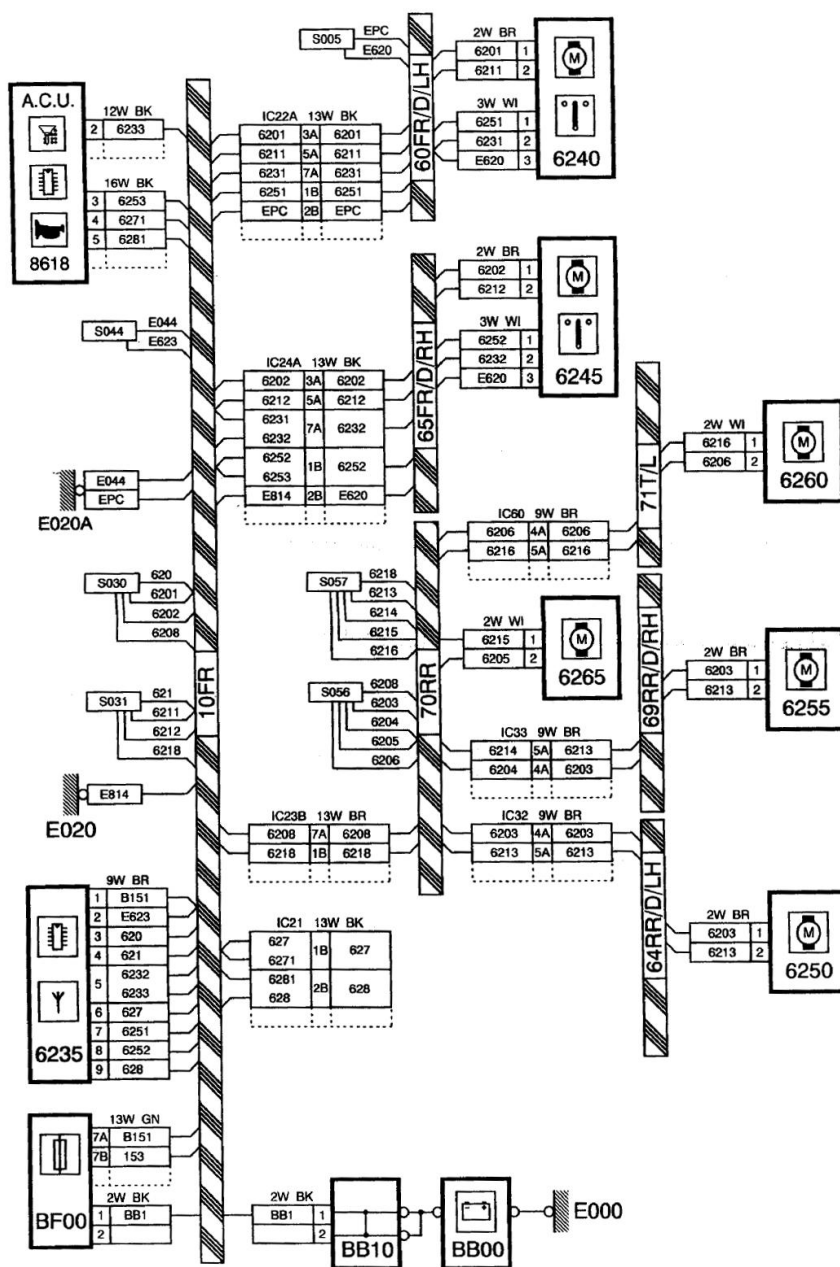 S005
EPC
E620
2W BR
6201 1
6211 2
3W WI
6251 1
6231 2
E620 3
6240
60FR/D/LH
A.C.U.
8618
12W BK
2 6233
16W BK
3 6253
4 6271
5 6281
IC22A 13W BK
6201 3A 6201
6211 5A 6211
6231 7A 6231
6251 1B 6251
EPC 2B EPC
S044
E044
E623
2W BR
6202 1
6212 2
3W WI
6252 1
6232 2
E620 3
6245
65FR/D/RH
IC24A 13W BK
6202 3A 6202
6212 5A 6212
6231
6232
7A 6232
6252
6253
1B 6252
E814 2B E620
E044
EPC
E020A
2W WI
6216 1
6206 2
6260
71T/L
IC60 9W BR
6206 4A 6206
6216 5A 6216
S030
620
6201
6202
6208
S057
6218
6213
6214
6215
6216
2W WI
6215 1
6205 2
6265
10FR
70RR
69RR/D/RH
2W BR
6203 1
6213 2
6255
S031
621
6211
6212
6218
S056
6208
6203
6204
6205
6206
IC33 9W BR
6214 5A 6213
6204 4A 6203
E814
E020
IC23B 13W BR
6208 7A 6208
6218 1B 6218
IC32 9W BR
6203 4A 6203
6213 5A 6213
64RR/D/LH
2W BR
6203 1
6213 2
6250
9W BR
1 B151
2 E623
3 620
4 621
5 6232
6233
6 627
7 6251
8 6252
9 628
6235
IC21 13W BK
627
6271
1B 627
6281
628
2B 628
13W GN
7A B151
7B 153
2W BK
1 BB1
2
BF00
2W BK
BB1 1
2
BB10
BB00
E000
M
M
M
M
M
M